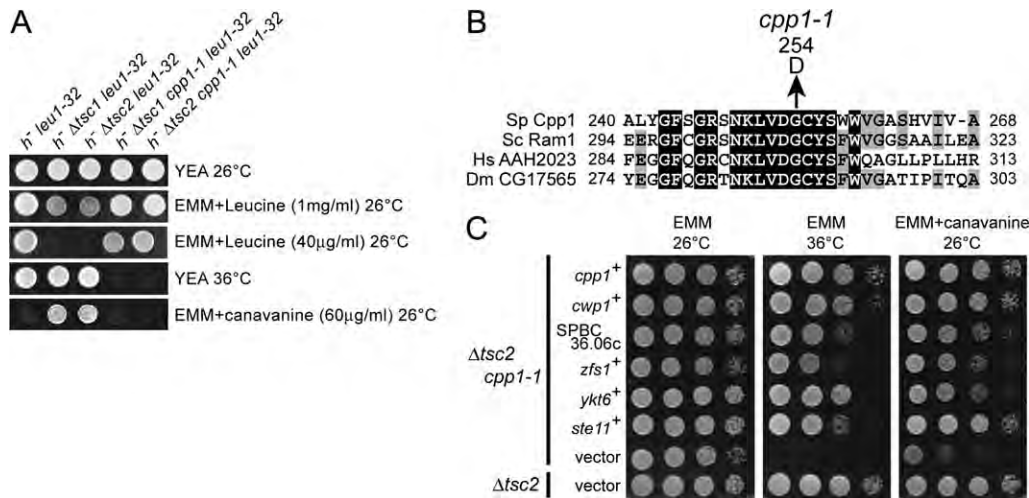 A
h⁻ leu1-32
h⁻ Δtsc1 leu1-32
h⁻ Δtsc2 leu1-32
h⁻ Δtsc1 cpp1-1 leu1-32
h⁻ Δtsc2 cpp1-1 leu1-32
YEA 26°C
EMM+Leucine (1mg/ml) 26°C
EMM+Leucine (40μg/ml) 26°C
YEA 36°C
EMM+canavanine (60μg/ml) 26°C
B
cpp1-1
254
D
Sp Cpp1 240 ALYGFSGRSNKLVDGCYSWWVGASHVIV-A 268
Sc Ram1 294 EERGFCGRSNKLVDGCYSFWVGGSAAILEA 323
Hs AAH2023 284 FEGGFQGRCNKLVDGCYSFWQAGLLPLLHR 313
Dm CG17565 274 YEGGFQGRTNKLVDGCYSFWVGATIPITQA 303
C
EMM 26°C
EMM 36°C
EMM+canavanine 26°C
Δtsc2 cpp1-1
cpp1⁺
cwp1⁺
SPBC 36.06c
zfs1⁺
ykt6⁺
ste11⁺
vector
Δtsc2 vector